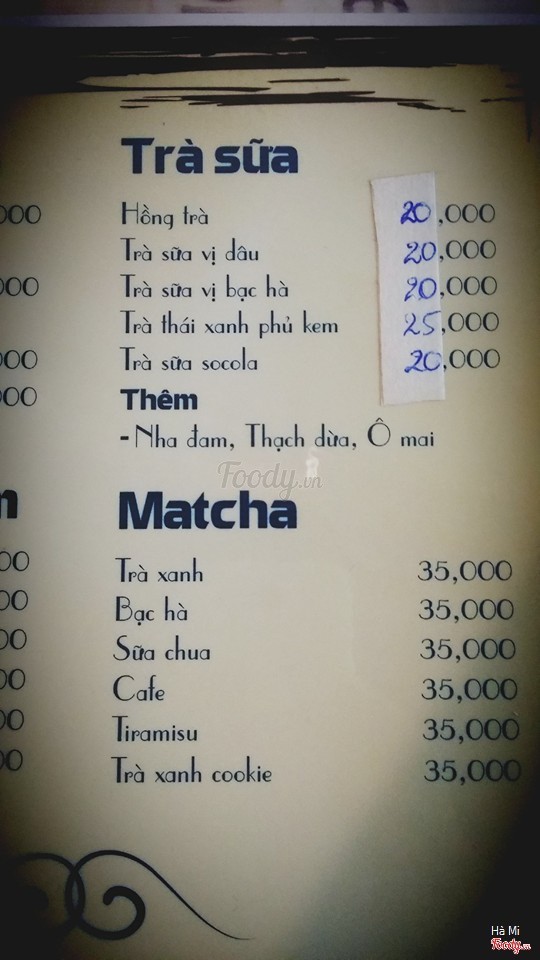 Trà sữa
Hồng trà 20,000
Trà sữa vị dâu 20,000
Trà sữa vị bạc hà 20,000
Trà thái xanh phủ kem 25,000
Trà sữa socola 20,000
Thêm
- Nha đam, Thạch dừa, Ô mai
Foody.vn
Matcha
Trà xanh 35,000
Bạc hà 35,000
Sữa chua 35,000
Cafe 35,000
Tiramisu 35,000
Trà xanh cookie 35,000
Hà Mi
Foody.vn